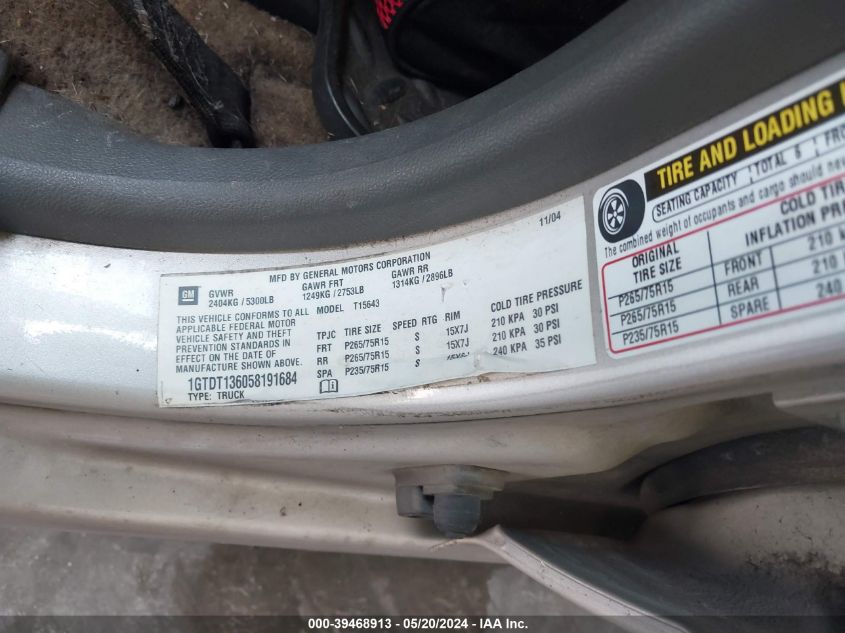 11/04
MFD BY GENERAL MOTORS CORPORATION
GM GVWR GAWR FRT GAWR RR
2404KG / 5300LB 1249KG / 2753LB 1314KG / 2896LB
THIS VEHICLE CONFORMS TO ALL
APPLICABLE FEDERAL MOTOR
VEHICLE SAFETY AND THEFT
PREVENTION STANDARDS IN
EFFECT ON THE DATE OF
MANUFACTURE SHOWN ABOVE.
MODEL T15643
TPJC TIRE SIZE SPEED RTG RIM COLD TIRE PRESSURE
FRT P265/75R15 S 15X7J 210 KPA 30 PSI
RR P265/75R15 S 15X7J 210 KPA 30 PSI
SPA P235/75R15 S 240 KPA 35 PSI
1GTDT136058191684
TYPE: TRUCK
TIRE AND LOADING
SEATING CAPACITY TOTAL
The combined weight of occupants and cargo should
ORIGINAL
TIRE SIZE
COLD TIRE
INFLATION
P265/75R15 FRONT 210
P265/75R15 REAR 210
P235/75R15 SPARE 240
000-39468913 - 05/20/2024 - IAA Inc.